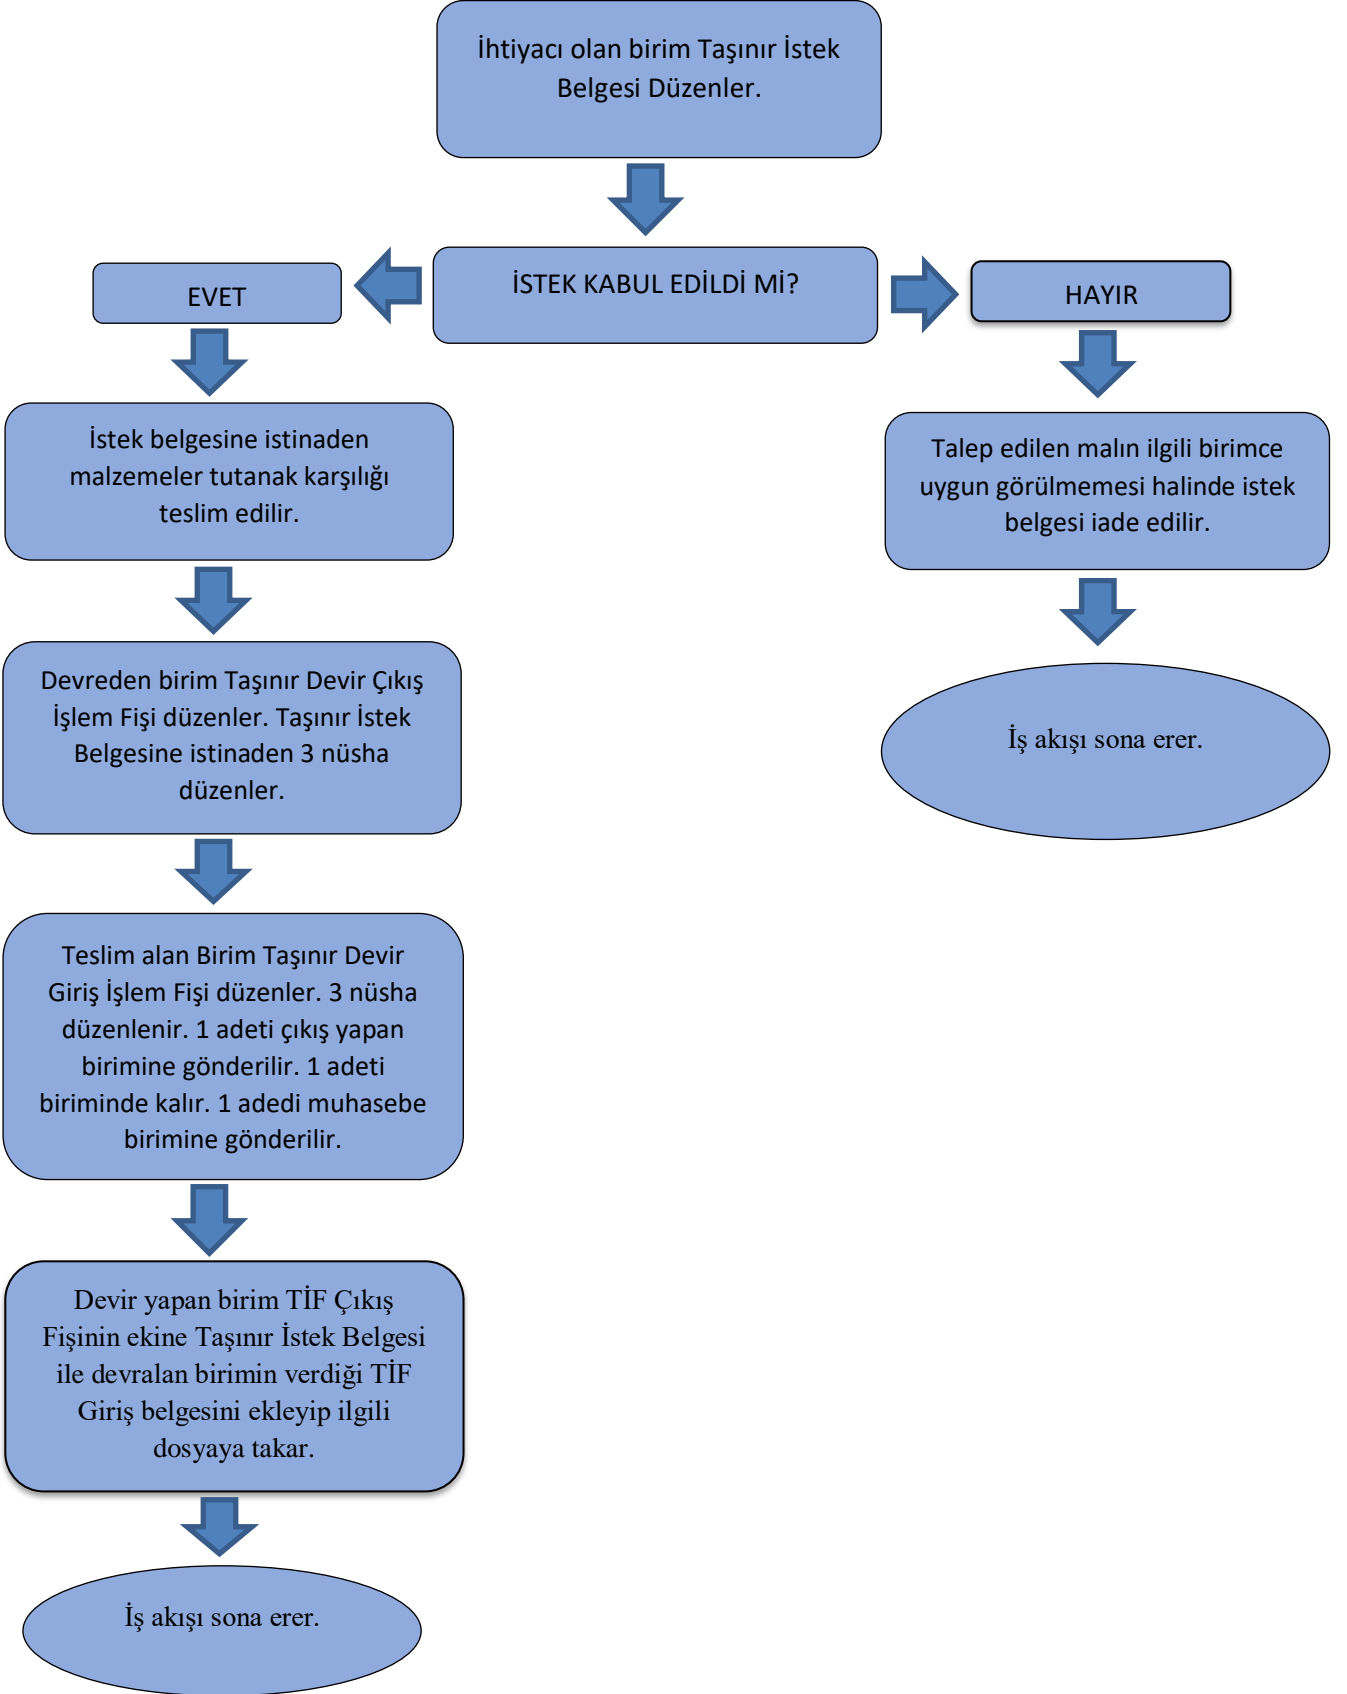 İhtiyacı olan birim Taşınır İstek
Belgesi Düzenler.
İSTEK KABUL EDİLDİ Mİ?
EVET
HAYIR
İstek belgesine istinaden
malzemeler tutanak karşılığı
teslim edilir.
Talep edilen malın ilgili birimce
uygun görülmemesi halinde istek
belgesi iade edilir.
Devreden birim Taşınır Devir Çıkış
İşlem Fişi düzenler. Taşınır İstek
Belgesine istinaden 3 nüsha
düzenler.
İş akışı sona erer.
Teslim alan Birim Taşınır Devir
Giriş İşlem Fişi düzenler. 3 nüsha
düzenlenir. 1 adeti çıkış yapan
birimine gönderilir. 1 adeti
biriminde kalır. 1 adedi muhasebe
birimine gönderilir.
Devir yapan birim TİF Çıkış
Fişinin ekine Taşınır İstek Belgesi
ile devralan birimin verdiği TİF
Giriş belgesini ekleyip ilgili
dosyaya takar.
İş akışı sona erer.